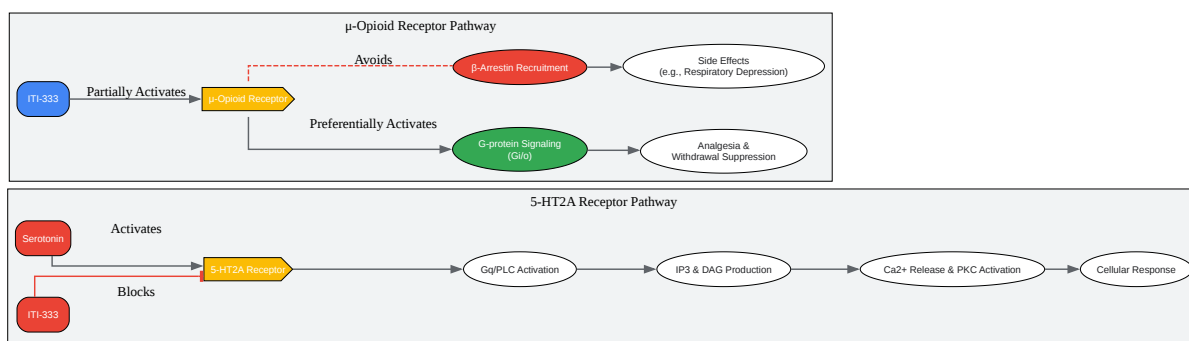 μ-Opioid Receptor Pathway
Avoids
β-Arrestin Recruitment
Side Effects
(e.g., Respiratory Depression)
ITI-333
Partially Activates
μ-Opioid Receptor
Preferentially Activates
G-protein Signaling
(Gi/o)
Analgesia &
Withdrawal Suppression
5-HT2A Receptor Pathway
Serotonin
Activates
5-HT2A Receptor
Gq/PLC Activation
IP3 & DAG Production
Ca2+ Release & PKC Activation
Cellular Response
Blocks
ITI-333